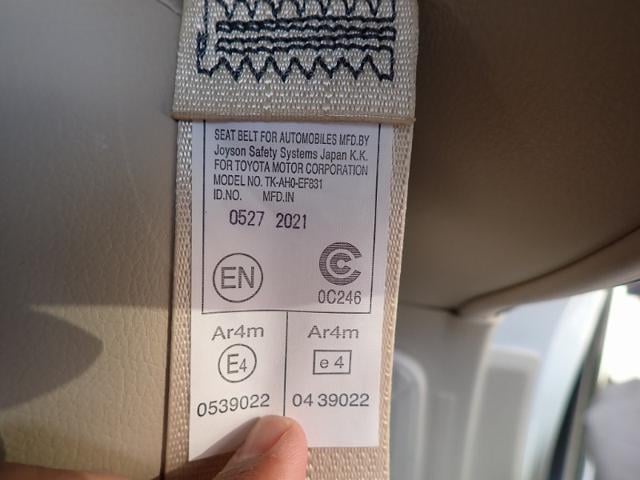 SEAT BELT FOR AUTOMOBILES MFD.BY
Joyson Safety Systems Japan K.K.
FOR TOYOTA MOTOR CORPORATION
MODEL NO. TK-AH0-EF831
ID.NO. MFD.IN
0527 2021
EN
0C246
Ar4m
Ar4m
E4
e 4
0539022
04 39022